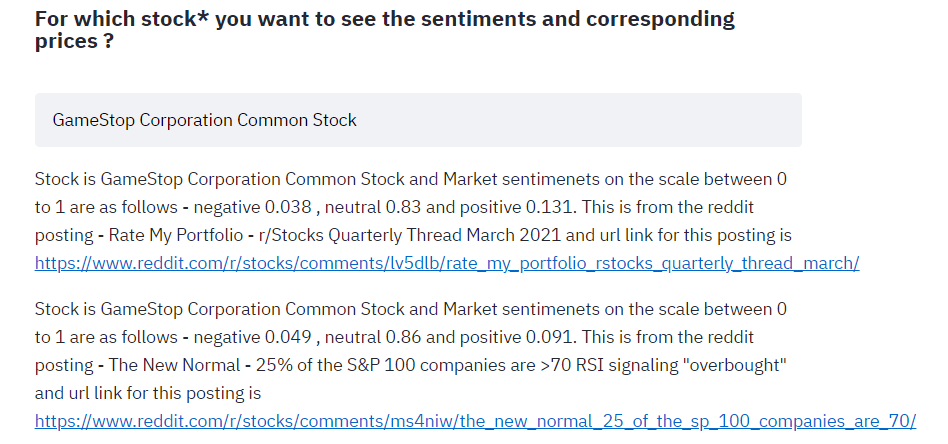 For which stock* you want to see the sentiments and corresponding
prices ?
GameStop Corporation Common Stock
Stock is GameStop Corporation Common Stock and Market sentimenets on the scale between 0
to 1 are as follows - negative 0.038 , neutral 0.83 and positive 0.131. This is from the reddit
posting - Rate My Portfolio - r/Stocks Quarterly Thread March 2021 and url link for this posting is
https://www.reddit.com/r/stocks/comments/lv5dlb/rate_my_portfolio_rstocks_quarterly_thread_march/
Stock is GameStop Corporation Common Stock and Market sentimenets on the scale between 0
to 1 are as follows - negative 0.049 , neutral 0.86 and positive 0.091. This is from the reddit
posting - The New Normal - 25% of the S&P 100 companies are >70 RSI signaling "overbought"
and url link for this posting is
https://www.reddit.com/r/stocks/comments/ms4niw/the_new_normal_25_of_the_sp_100_companies_are_70/